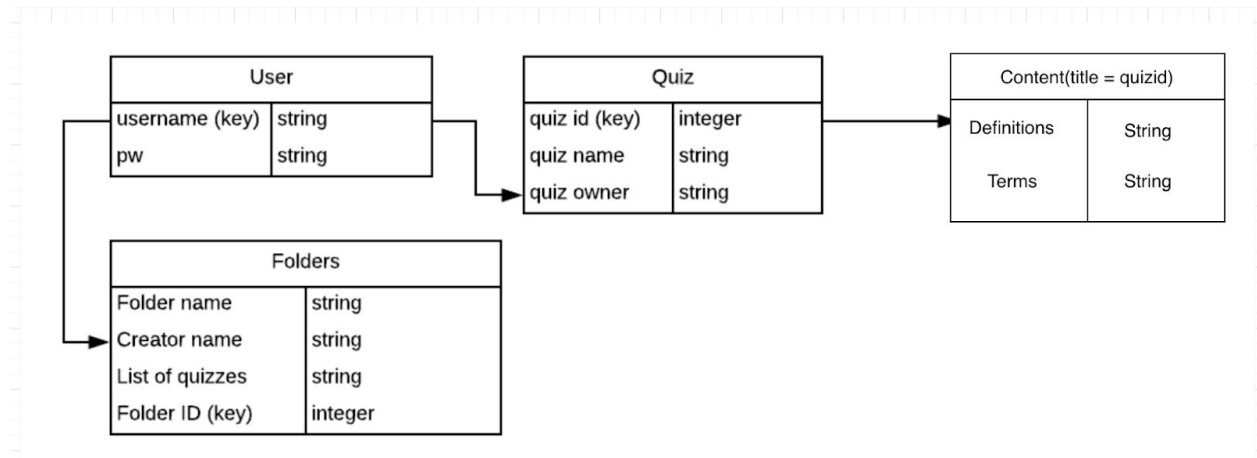 User
username (key) string
pw string
Quiz
quiz id (key) integer
quiz name string
quiz owner string
Content(title = quizid)
Definitions String
Terms String
Folders
Folder name string
Creator name string
List of quizzes string
Folder ID (key) integer